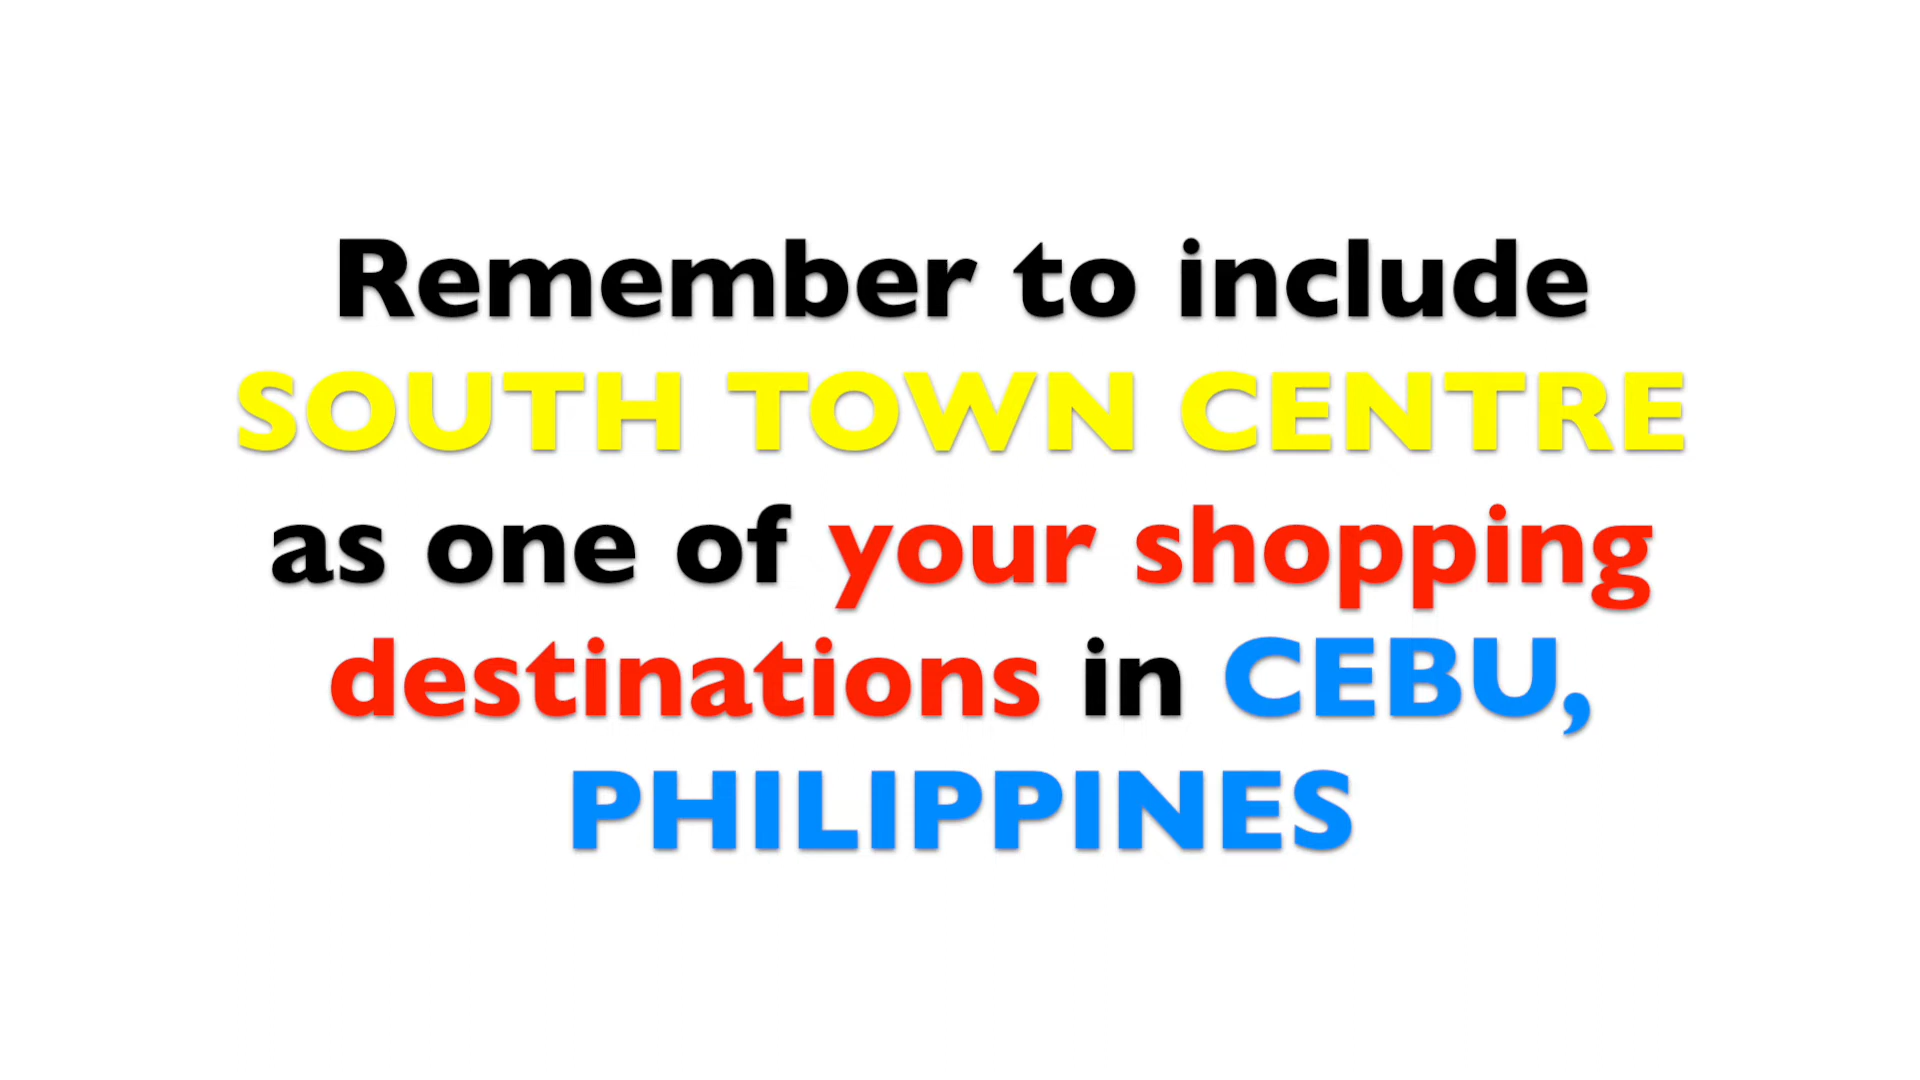 Remember to include
SOUTH TOWN CENTRE
as one of your shopping
destinations in CEBU,
PHILIPPINES